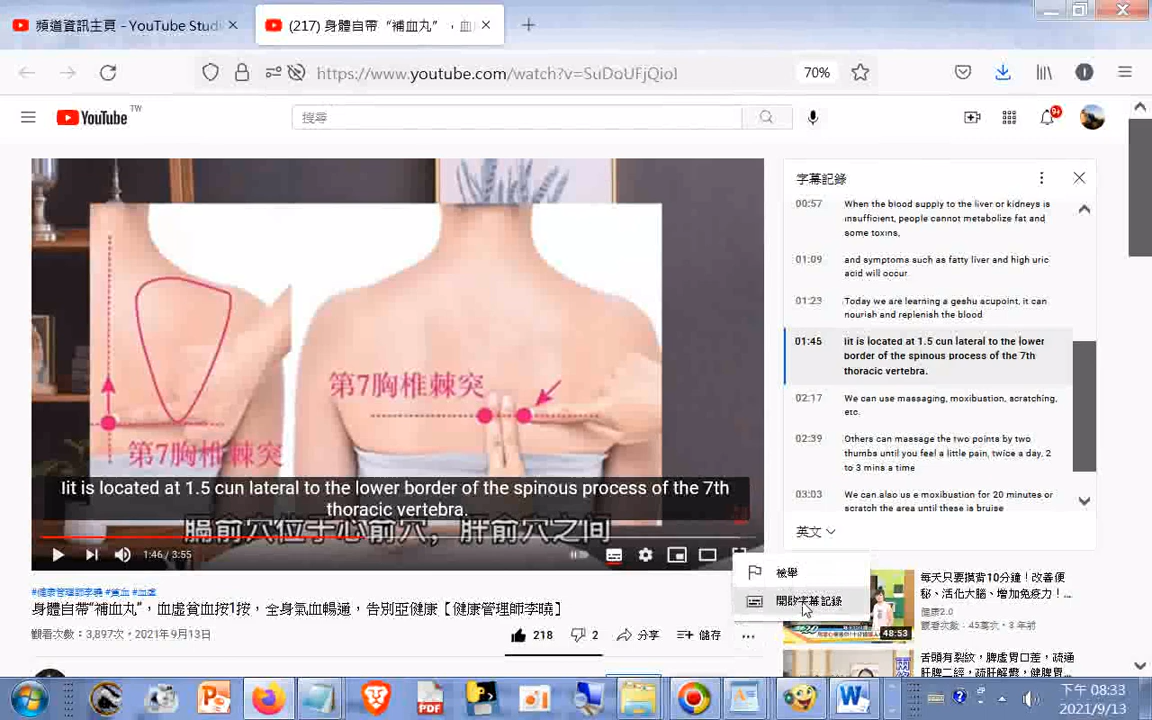 頻道資訊主頁 - YouTube Studi
(217) 身體自帶“補血丸”，血
https://www.youtube.com/watch?v=SuDoUFjQioI
70%
YouTube TW
搜尋
9+
第7胸椎棘突
第7胸椎棘突
膈俞穴位于心俞穴，肝俞穴之间
Iit is located at 1.5 cun lateral to the lower border of the spinous process of the 7th
thoracic vertebra.
1:46 / 3:55
字幕記錄
00:57
When the blood supply to the liver or kidneys is
insufficient, people cannot metabolize fat and
some toxins,
01:09
and symptoms such as fatty liver and high uric
acid will occur
01:23
Today we are learning a geshu acupoint, it can
nourish and replenish the blood
01:45
Iit is located at 1.5 cun lateral to the lower
border of the spinous process of the 7th
thoracic vertebra.
02:17
We can use massaging, moxibustion, scratching,
etc.
02:39
Others can massage the two points by two
thumbs until you feel a little pain, twice a day, 2
to 3 mins a time
03:03
We can also us e moxibustion for 20 minutes or
scratch the area until these is bruise
英文
檢舉
開啟字幕記錄
#健康管理師李曉 #貧血 #血虛
身體自帶“補血丸”，血虛貧血按1按，全身氣血暢通，告別亞健康【健康管理師李曉】
觀看次數：3,897次・2021年9月13日
218
2
分享
儲存
48:53
每天只要摸背10分鐘！改善便
秘、活化大腦、增加免疫力！...
健康2.0
觀看次數：45萬次・3 年前
舌頭有裂紋，脾虛胃口差，疏通
肝脾二經，疏肝解鬱，健脾胃...
PDF
下午 08:33
2021/9/13